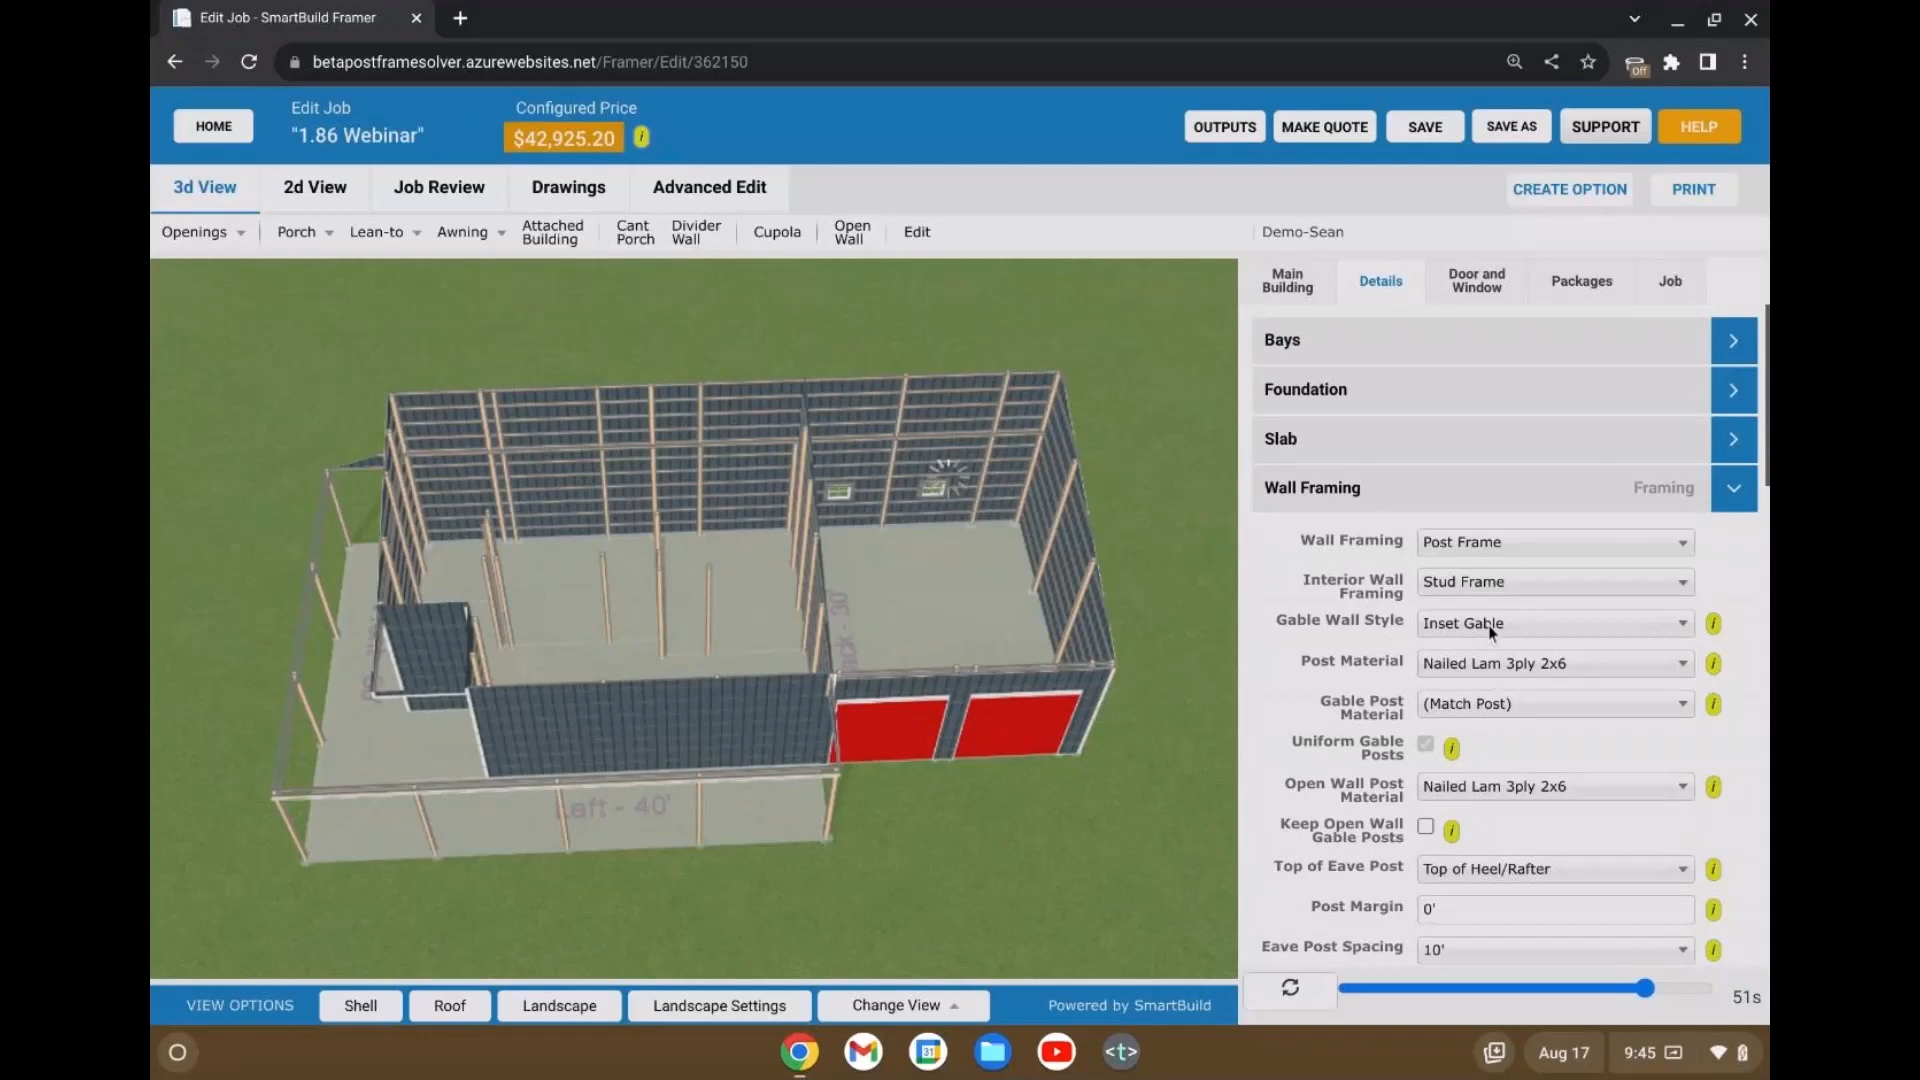 Edit Job - SmartBuild Framer
betapostframesolver.azurewebsites.net/Framer/Edit/362150
Off
HOME
Edit Job
"1.86 Webinar"
Configured Price
$42,925.20
i
OUTPUTS
MAKE QUOTE
SAVE
SAVE AS
SUPPORT
HELP
3d View
2d View
Job Review
Drawings
Advanced Edit
CREATE OPTION
PRINT
Openings
Porch
Lean-to
Awning
Attached
Building
Cant
Porch
Divider
Wall
Cupola
Open
Wall
Edit
Demo-Sean
Main
Building
Details
Door and
Window
Packages
Job
Bays
Foundation
Slab
Wall Framing
Framing
Wall Framing
Post Frame
Interior Wall
Framing
Stud Frame
Gable Wall Style
Inset Gable
i
Post Material
Nailed Lam 3ply 2x6
i
Gable Post
Material
(Match Post)
i
Uniform Gable
Posts
i
Open Wall Post
Material
Nailed Lam 3ply 2x6
i
Keep Open Wall
Gable Posts
i
Top of Eave Post
Top of Heel/Rafter
i
Post Margin
0'
i
Eave Post Spacing
10'
i
51s
Left - 40'
VIEW OPTIONS
Shell
Roof
Landscape
Landscape Settings
Change View
Powered by SmartBuild
31
<t>
Aug 17
9:45